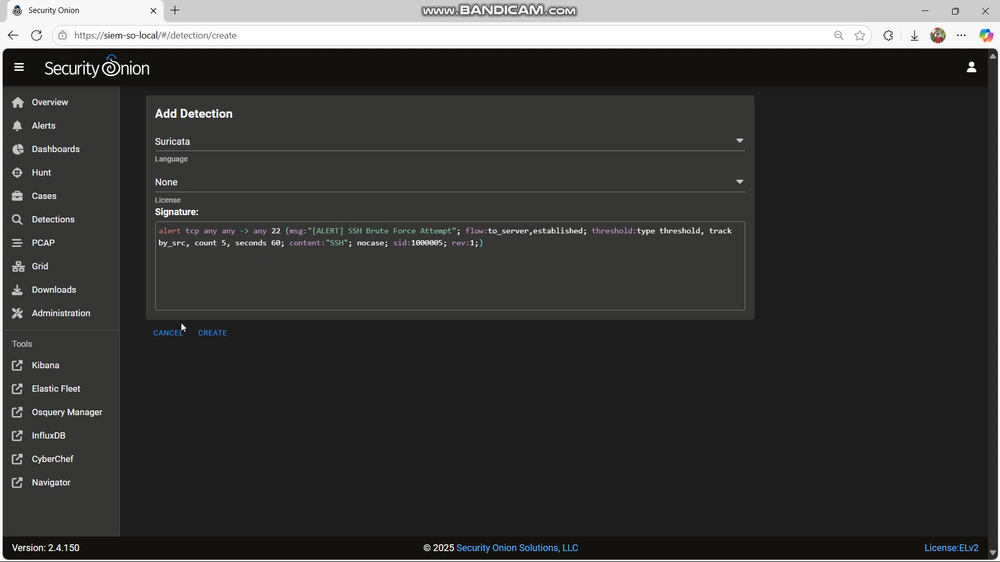 Security Onion
www.BANDICAM.com
https://siem-so-local/#/detection/create
Security Onion
Overview
Alerts
Dashboards
Hunt
Cases
Detections
PCAP
Grid
Downloads
Administration
Tools
Kibana
Elastic Fleet
Osquery Manager
InfluxDB
CyberChef
Navigator
Add Detection
Suricata
Language
None
License
Signature:
alert tcp any any -> any 22 (msg:"[ALERT] SSH Brute Force Attempt"; flow:to_server,established; threshold:type threshold, track
by_src, count 5, seconds 60; content:"SSH"; nocase; sid:1000005; rev:1;)
CANCEL CREATE
Version: 2.4.150
© 2025 Security Onion Solutions, LLC
License:ELv2